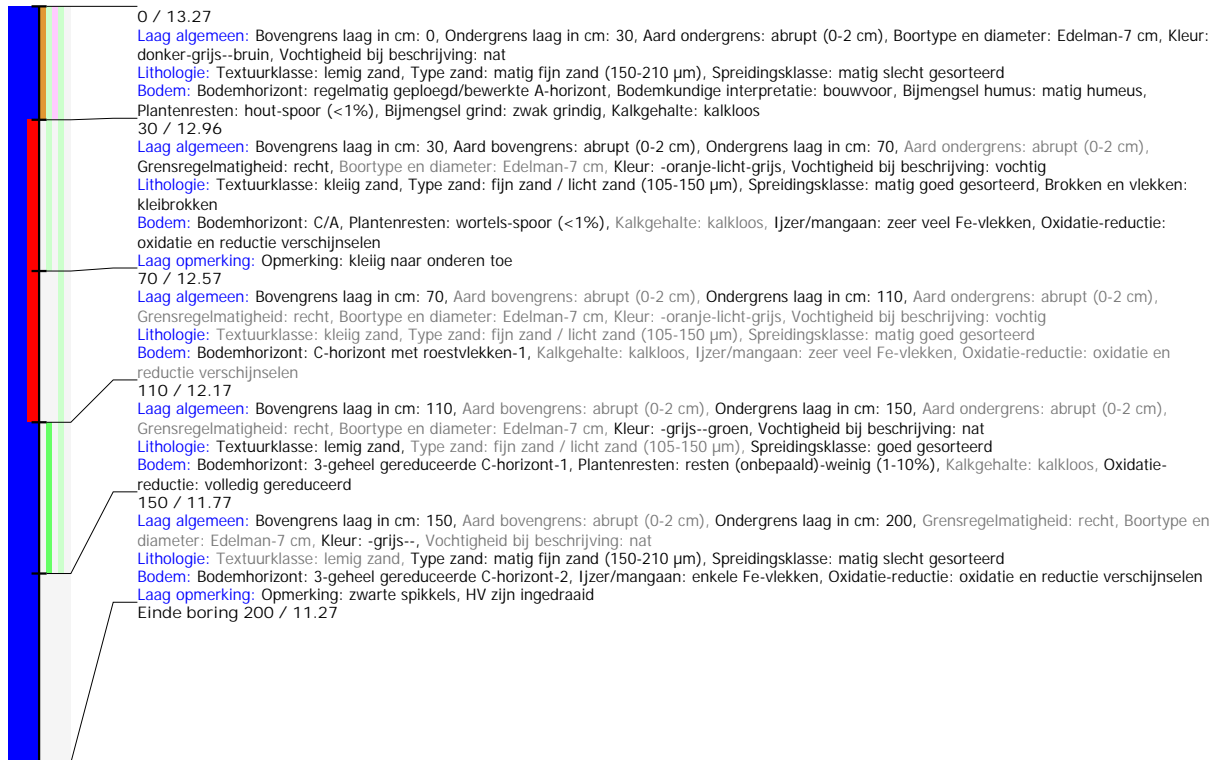 0 / 13.27
Laag algemeen: Bovengrens laag in cm: 0, Ondergrens laag in cm: 30, Aard ondergrens: abrupt (0-2 cm), Boortype en diameter: Edelman-7 cm, Kleur:
donker-grijs--bruin, Vochtigheid bij beschrijving: nat
Lithologie: Textuurklasse: lemig zand, Type zand: matig fijn zand (150-210 µm), Spreidingsklasse: matig slecht gesorteerd
Bodem: Bodemhorizont: regelmatig geploegd/bewerkte A-horizont, Bodemkundige interpretatie: bouwvoor, Bijmengsel humus: matig humeus,
Plantenresten: hout-spoor (<1%), Bijmengsel grind: zwak grindig, Kalkgehalte: kalkloos
30 / 12.96
Laag algemeen: Bovengrens laag in cm: 30, Aard bovengrens: abrupt (0-2 cm), Ondergrens laag in cm: 70, Aard ondergrens: abrupt (0-2 cm),
Grensregelmatigheid: recht, Boortype en diameter: Edelman-7 cm, Kleur: -oranje-licht-grijs, Vochtigheid bij beschrijving: vochtig
Lithologie: Textuurklasse: kleiig zand, Type zand: fijn zand / licht zand (105-150 µm), Spreidingsklasse: matig goed gesorteerd, Brokken en vlekken:
kleibrokken
Bodem: Bodemhorizont: C/A, Plantenresten: wortels-spoor (<1%), Kalkgehalte: kalkloos, Ijzer/mangaan: zeer veel Fe-vlekken, Oxidatie-reductie:
oxidatie en reductie verschijnselen
Laag opmerking: Opmerking: kleiig naar onderen toe
70 / 12.57
Laag algemeen: Bovengrens laag in cm: 70, Aard bovengrens: abrupt (0-2 cm), Ondergrens laag in cm: 110, Aard ondergrens: abrupt (0-2 cm),
Grensregelmatigheid: recht, Boortype en diameter: Edelman-7 cm, Kleur: -oranje-licht-grijs, Vochtigheid bij beschrijving: vochtig
Lithologie: Textuurklasse: kleiig zand, Type zand: fijn zand / licht zand (105-150 µm), Spreidingsklasse: matig goed gesorteerd
Bodem: Bodemhorizont: C-horizont met roestvlekken-1, Kalkgehalte: kalkloos, Ijzer/mangaan: zeer veel Fe-vlekken, Oxidatie-reductie: oxidatie en
reductie verschijnselen
110 / 12.17
Laag algemeen: Bovengrens laag in cm: 110, Aard bovengrens: abrupt (0-2 cm), Ondergrens laag in cm: 150, Aard ondergrens: abrupt (0-2 cm),
Grensregelmatigheid: recht, Boortype en diameter: Edelman-7 cm, Kleur: -grijs--groen, Vochtigheid bij beschrijving: nat
Lithologie: Textuurklasse: lemig zand, Type zand: fijn zand / licht zand (105-150 µm), Spreidingsklasse: goed gesorteerd
Bodem: Bodemhorizont: 3-geheel gereduceerde C-horizont-1, Plantenresten: resten (onbepaald)-weinig (1-10%), Kalkgehalte: kalkloos, Oxidatie-
reductie: volledig gereduceerd
150 / 11.77
Laag algemeen: Bovengrens laag in cm: 150, Aard bovengrens: abrupt (0-2 cm), Ondergrens laag in cm: 200, Grensregelmatigheid: recht, Boortype en
diameter: Edelman-7 cm, Kleur: -grijs--, Vochtigheid bij beschrijving: nat
Lithologie: Textuurklasse: lemig zand, Type zand: matig fijn zand (150-210 µm), Spreidingsklasse: matig slecht gesorteerd
Bodem: Bodemhorizont: 3-geheel gereduceerde C-horizont-2, Ijzer/mangaan: enkele Fe-vlekken, Oxidatie-reductie: oxidatie en reductie verschijnselen
Laag opmerking: Opmerking: zwarte spikkels, HV zijn ingedraaid
Einde boring 200 / 11.27